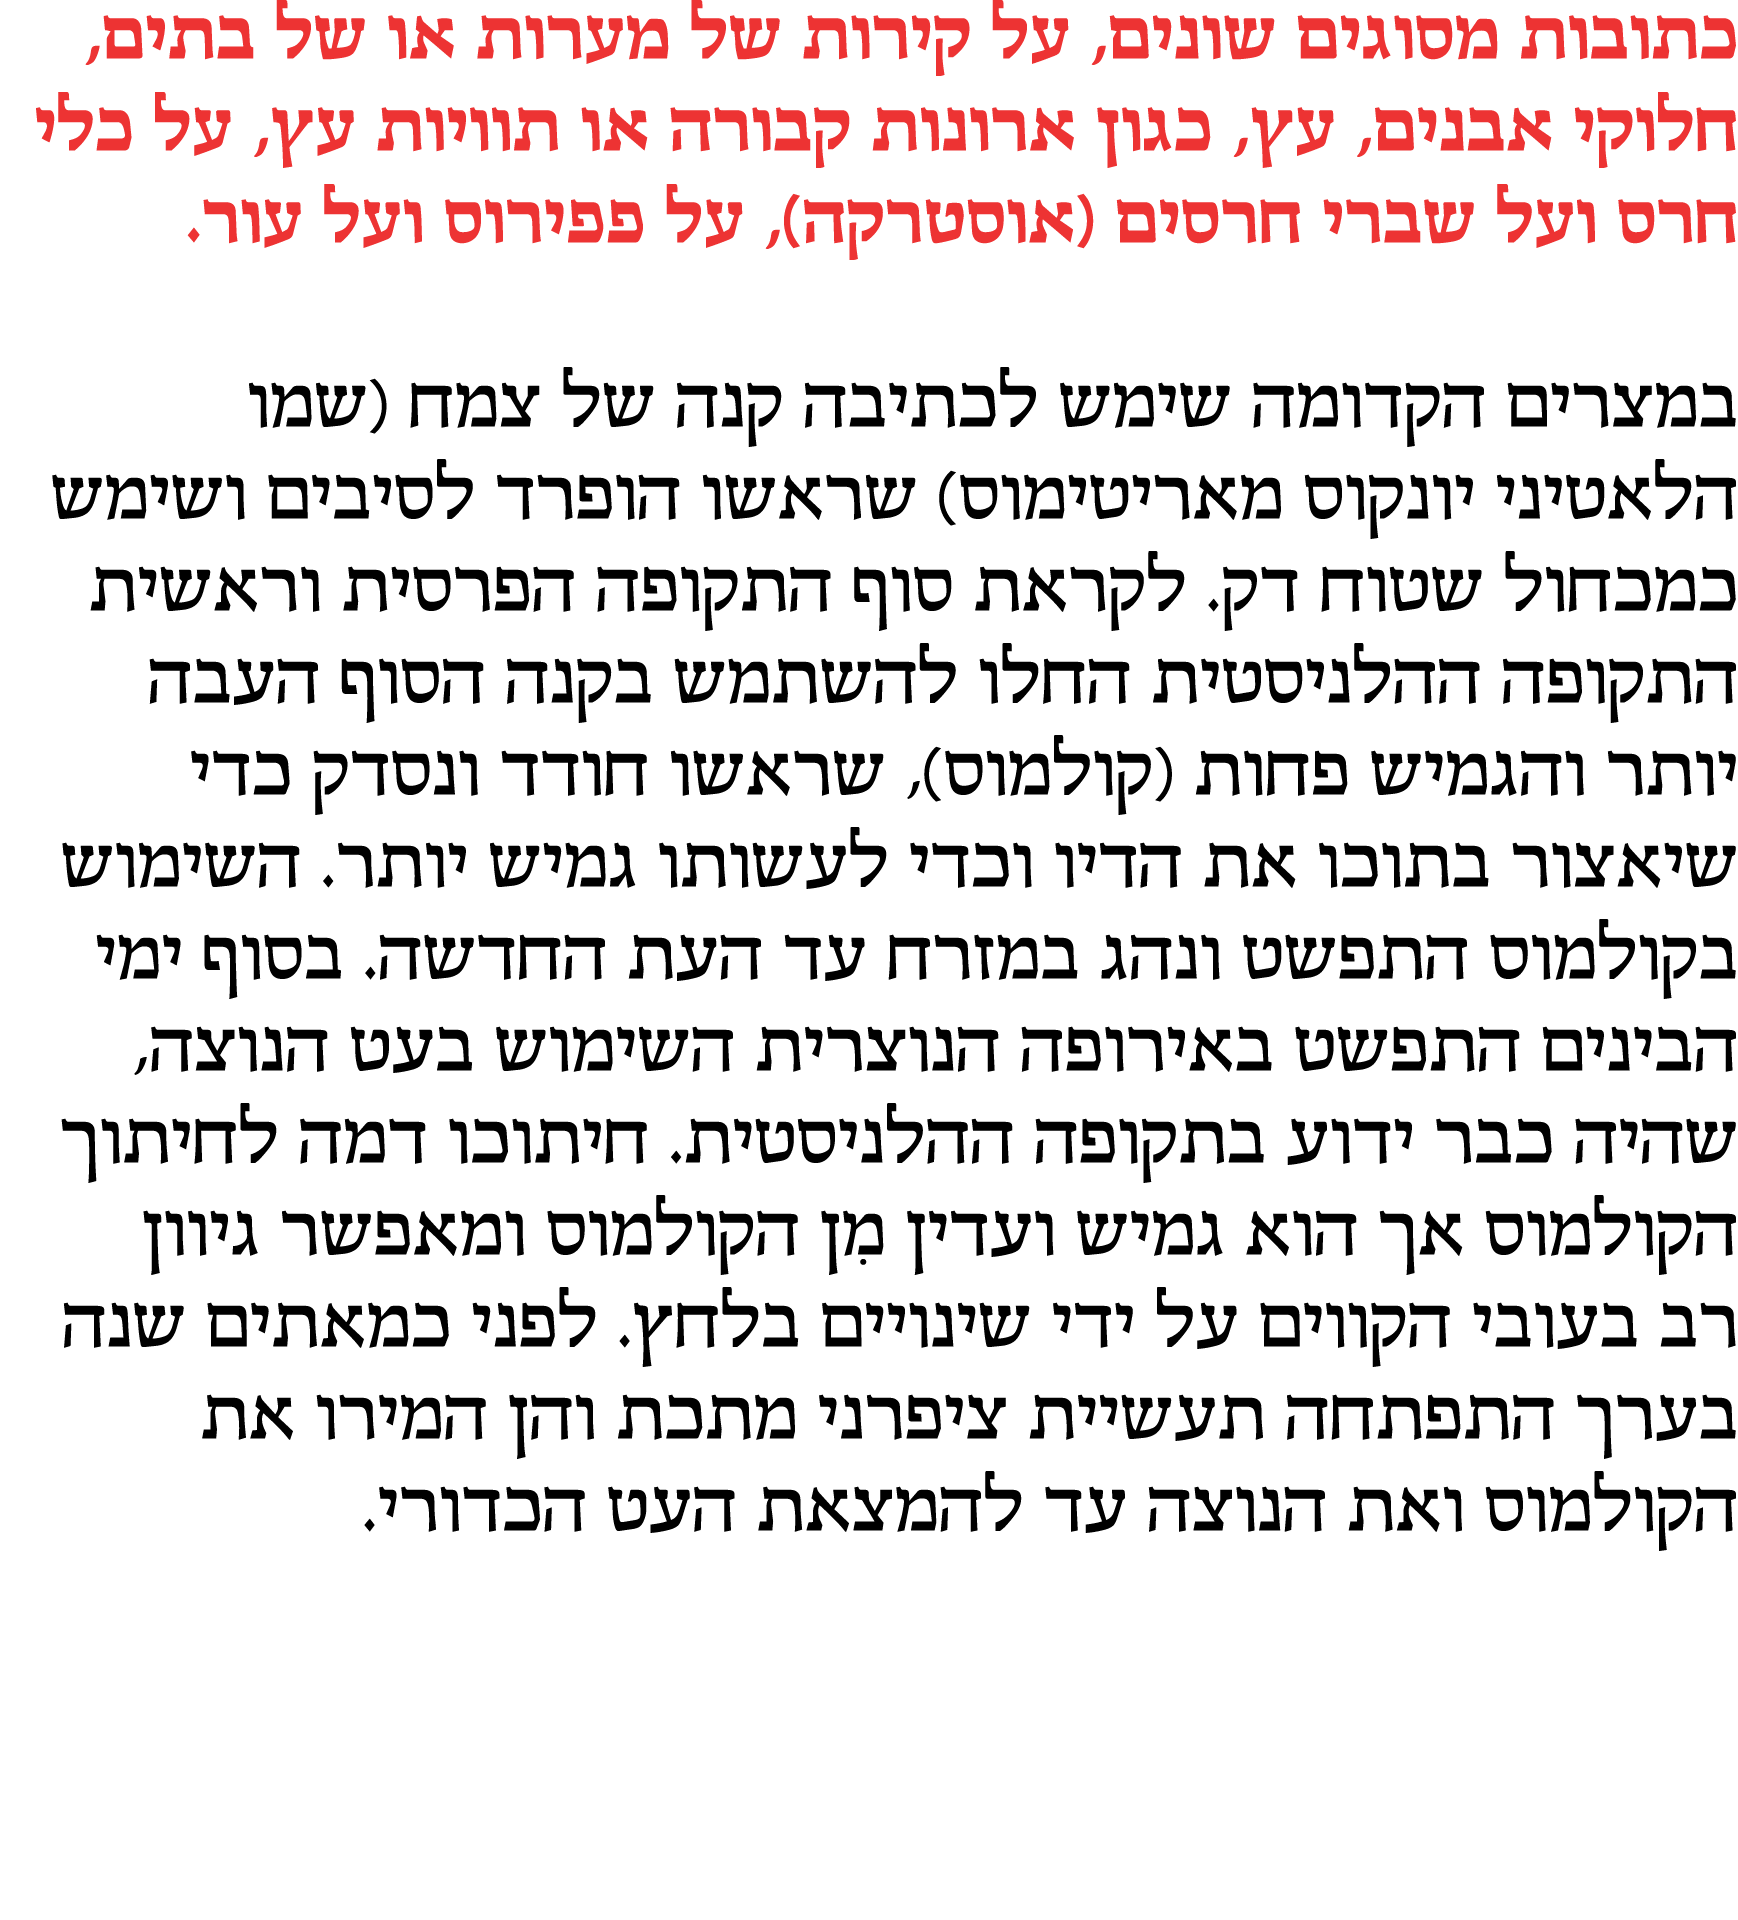 כתובות מסוגים שונים, על קירות של מערות או של בתים,
חלוקי אבנים, עץ, כגון ארונות קבורה או תוויות עץ, על כלי
חרס ועל שברי חרסים (אוסטרקה), על פפירוס ועל עור.
במצרים הקדומה שימש לכתיבה קנה של צמח (שמו
הלאטיני יונקוס מאריטימוס) שראשו הופרד לסיבים ושימש
כמכחול שטוח דק. לקראת סוף התקופה הפרסית וראשית
התקופה ההלניסטית החלו להשתמש בקנה הסוף העבה
יותר והגמיש פחות (קולמוס), שראשו חודד ונסדק כדי
שיאצור בתוכו את הדיו וכדי לעשותו גמיש יותר. השימוש
בקולמוס התפשט ונהג במזרח עד העת החדשה. בסוף ימי
הבינים התפשט באירופה הנוצרית השימוש בעט הנוצה,
שהיה כבר ידוע בתקופה ההלניסטית. חיתוכו דמה לחיתוך
הקולמוס אך הוא גמיש ועדין מִן הקולמוס ומאפשר גיוון
רב בעובי הקווים על ידי שינויים בלחץ. לפני כמאתים שנה
בערך התפתחה תעשיית ציפרני מתכת והן המירו את
הקולמוס ואת הנוצה עד להמצאת העט הכדורי.